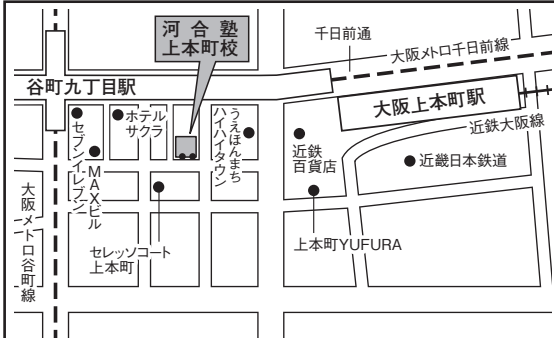 河合塾
上本町校
千日前通
大阪メトロ千日前線
谷町九丁目駅
大阪上本町駅
近鉄大阪線
セブンイレブン
MAXビル
ホテル
サクラ
うえほんまち
ハイハイタウン
近鉄
百貨店
近畿日本鉄道
大阪メトロ谷町線
セレッソコート
上本町
上本町YUFURA